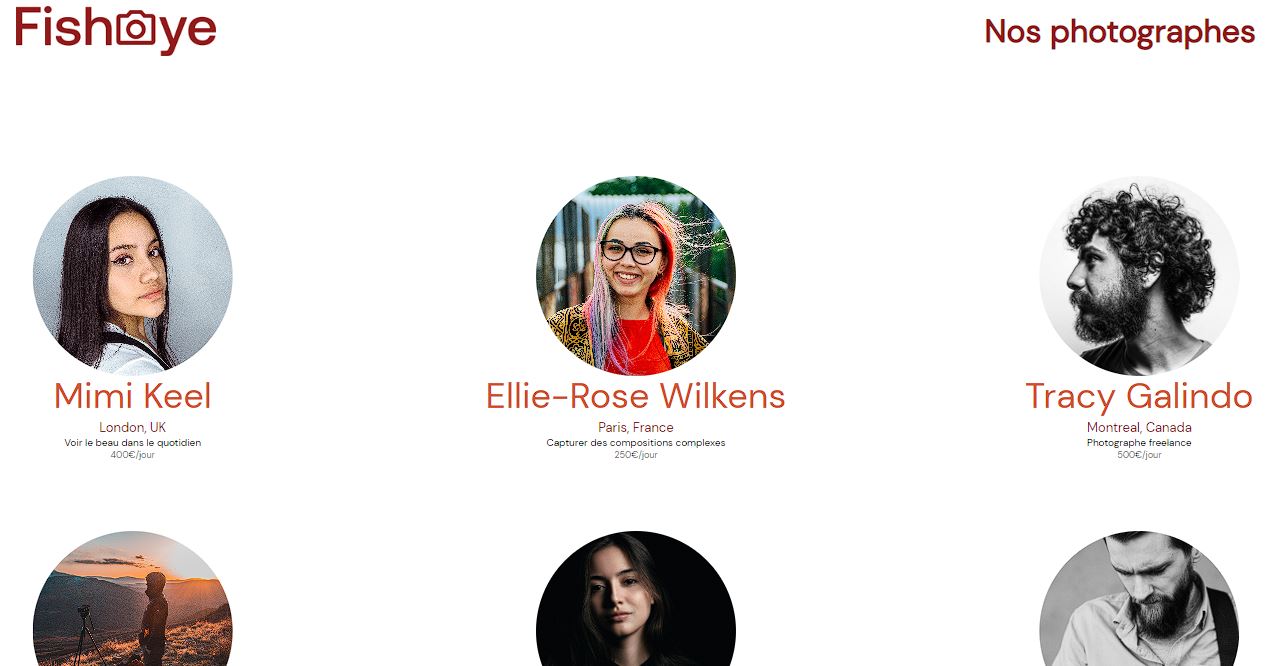 Fisheye
Nos photographes
Mimi Keel
London, UK
Voir le beau dans le quotidien
400€/jour
Ellie-Rose Wilkens
Paris, France
Capturer des compositions complexes
250€/jour
Tracy Galindo
Montreal, Canada
Photographe freelance
500€/jour